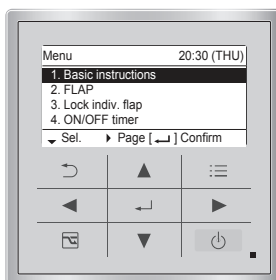 Menu 20:30 (THU)
1. Basic instructions
2. FLAP
3. Lock indiv. flap
4. ON/OFF timer
Sel. Page [ ] Confirm